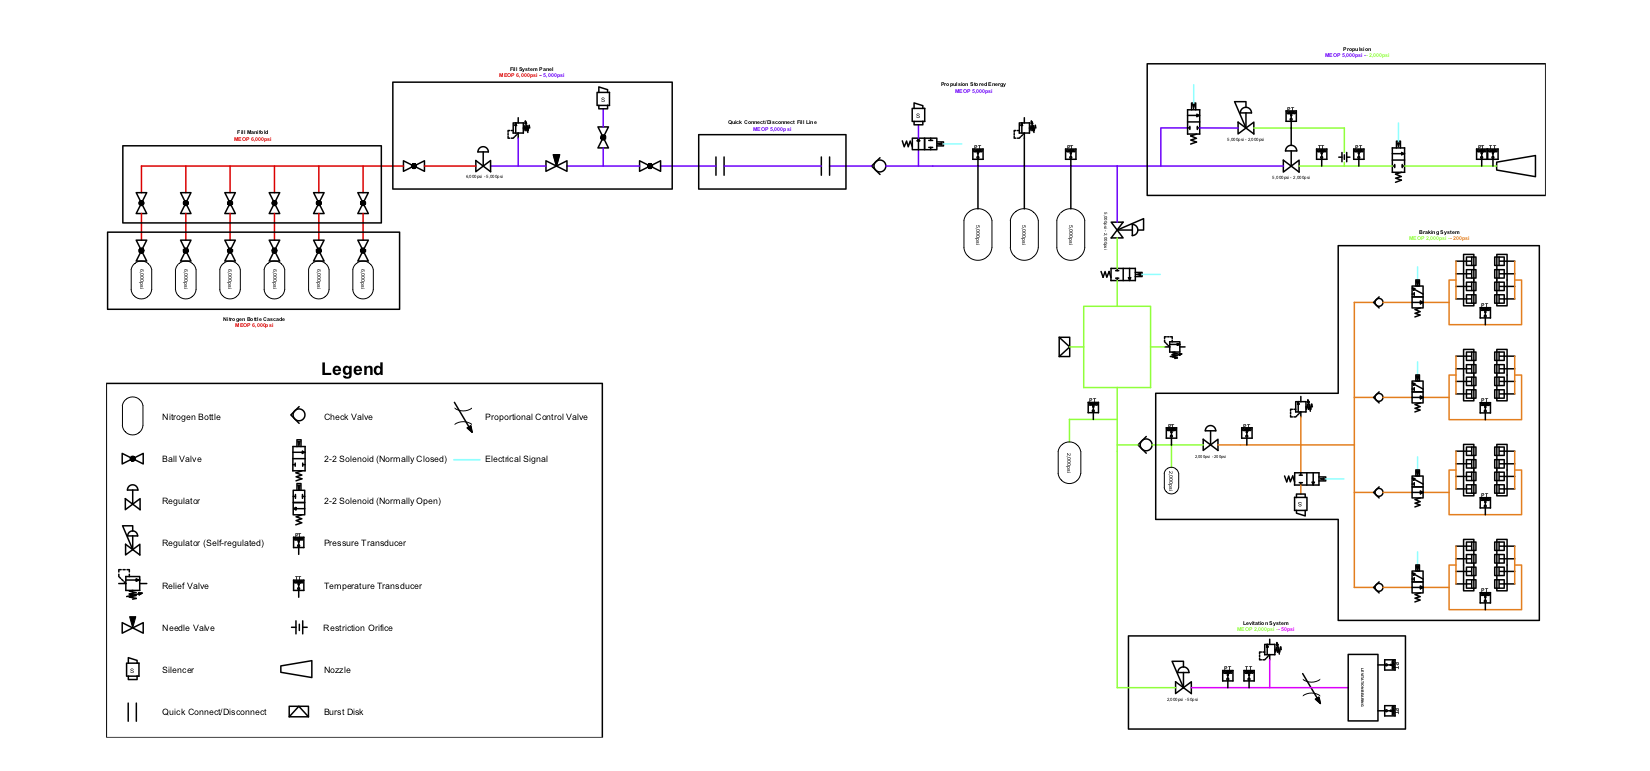 Propulsion
MEOP 5,000psi – 2,000psi
Fill System Panel
MEOP 6,000psi – 5,000psi
Propulsion Stored Energy
MEOP 5,000psi
Quick Connect/Disconnect Fill Line
MEOP 5,000psi
Fill Manifold
MEOP 6,000psi
S
S
PT
PT
PT
TT
PT
PT
TT
6,000psi - 5,000psi
5,000psi - 2,000psi
5,000psi - 2,000psi
5,000psi - 2,000psi
5,000psi
5,000psi
5,000psi
6,000psi
6,000psi
6,000psi
6,000psi
6,000psi
6,000psi
Nitrogen Bottle Cascade
MEOP 6,000psi
Braking System
MEOP 2,000psi – 200psi
PT
PT
PT
PT
PT
PT
PT
2,000psi
2,000psi
2,000psi - 200psi
S
Levitation System
MEOP 2,000psi – 50psi
PT
TT
2,000psi - 50psi
Legend
Nitrogen Bottle
Check Valve
Proportional Control Valve
Ball Valve
2-2 Solenoid (Normally Closed)
Electrical Signal
Regulator
2-2 Solenoid (Normally Open)
Regulator (Self-regulated)
PT
Pressure Transducer
Relief Valve
TT
Temperature Transducer
Needle Valve
Restriction Orifice
S
Silencer
Nozzle
Quick Connect/Disconnect
Burst Disk